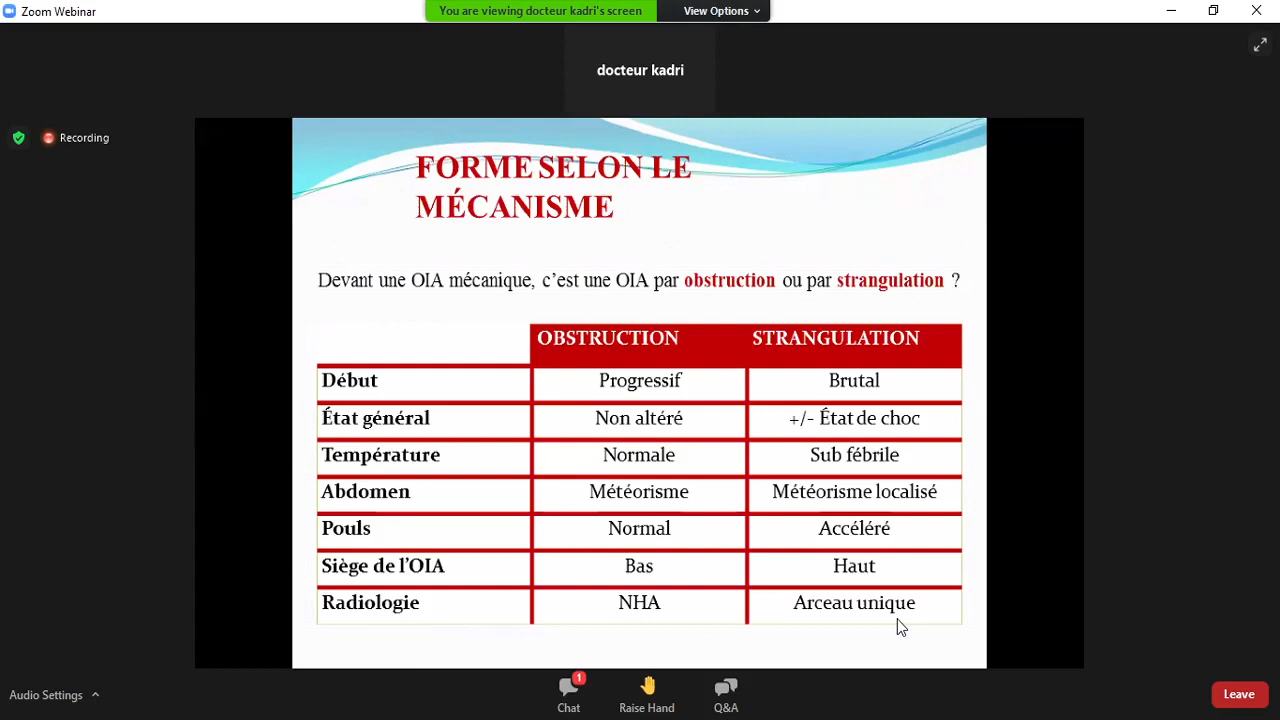 Zoom Webinar
You are viewing docteur kadri's screen
View Options
docteur kadri
Recording
FORME SELON LE
MÉCANISME
Devant une OIA mécanique, c'est une OIA par obstruction ou par strangulation ?
OBSTRUCTION STRANGULATION
Début Progressif Brutal
État général Non altéré +/- État de choc
Température Normale Sub fébrile
Abdomen Météorisme Météorisme localisé
Pouls Normal Accéléré
Siège de l'OIA Bas Haut
Radiologie NHA Arceau unique
Audio Settings
1
Chat
Raise Hand
Q&A
Leave